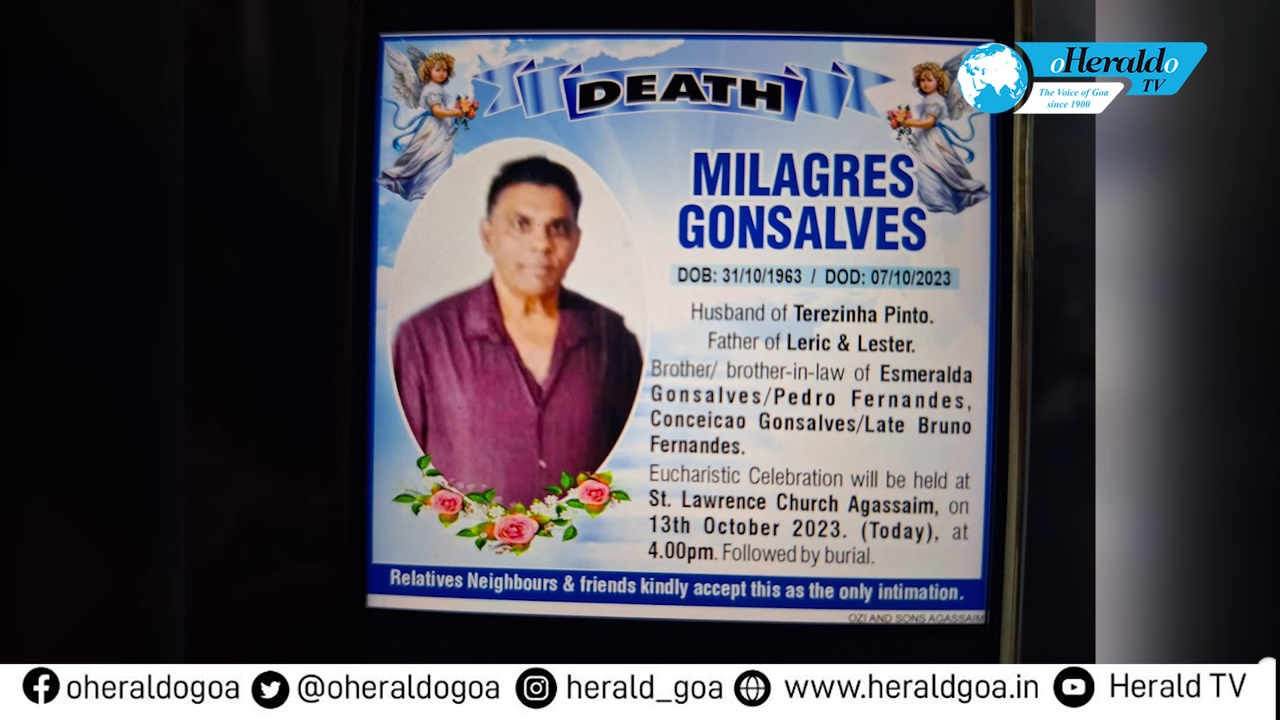 oHeraldo
TV
The Voice of Goa
since 1900
DEATH
MILAGRES
GONSALVES
DOB: 31/10/1963 / DOD: 07/10/2023
Husband of Terezinha Pinto.
Father of Leric & Lester.
Brother/ brother-in-law of Esmeralda
Gonsalves/Pedro Fernandes,
Conceicao Gonsalves/Late Bruno
Fernandes.
Eucharistic Celebration will be held at
St. Lawrence Church Agassaim, on
13th October 2023. (Today), at
4.00pm. Followed by burial.
Relatives Neighbours & friends kindly accept this as the only intimation.
OZI AND SONS AGASSAIM
oheraldogoa @oheraldogoa herald_goa www.heraldgoa.in Herald TV